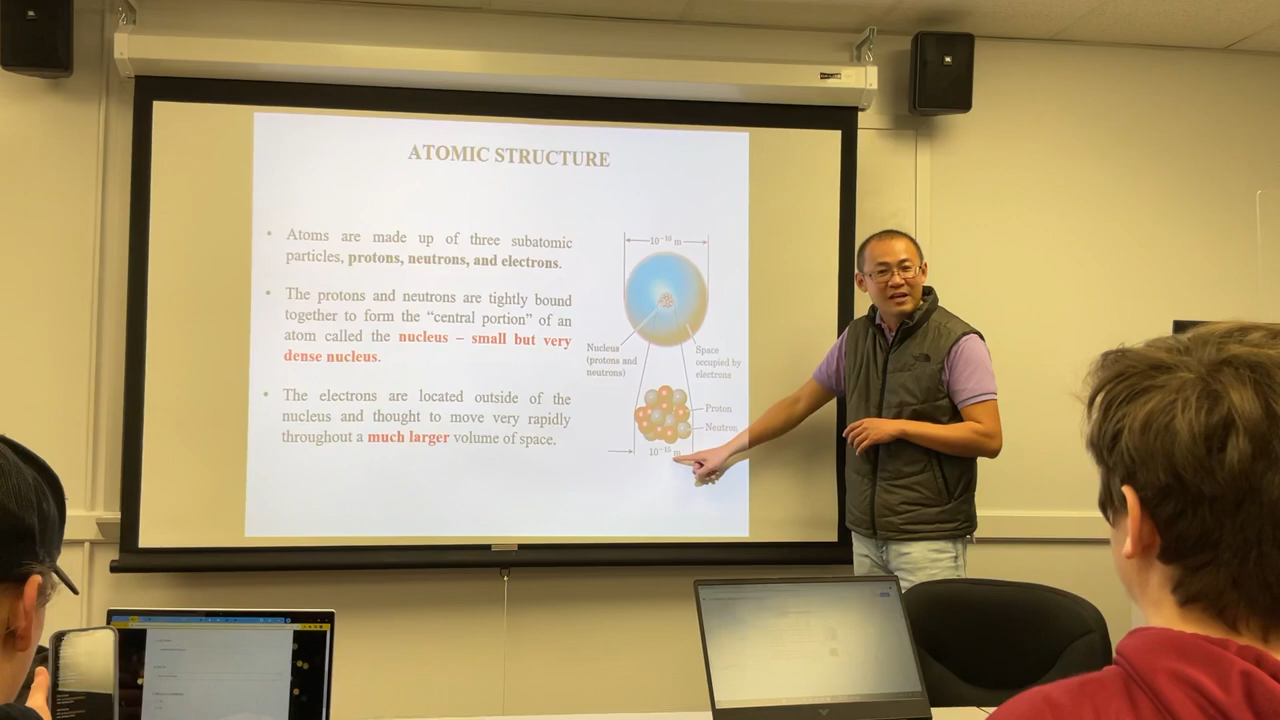 ATOMIC STRUCTURE
• Atoms are made up of three subatomic
particles, protons, neutrons, and electrons.
• The protons and neutrons are tightly bound
together to form the “central portion” of an
atom called the nucleus – small but very
dense nucleus.
• The electrons are located outside of the
nucleus and thought to move very rapidly
throughout a much larger volume of space.
10⁻¹⁰ m
Nucleus
(protons and
neutrons)
Space
occupied by
electrons
Proton
Neutron
10⁻¹⁵ m
JBL